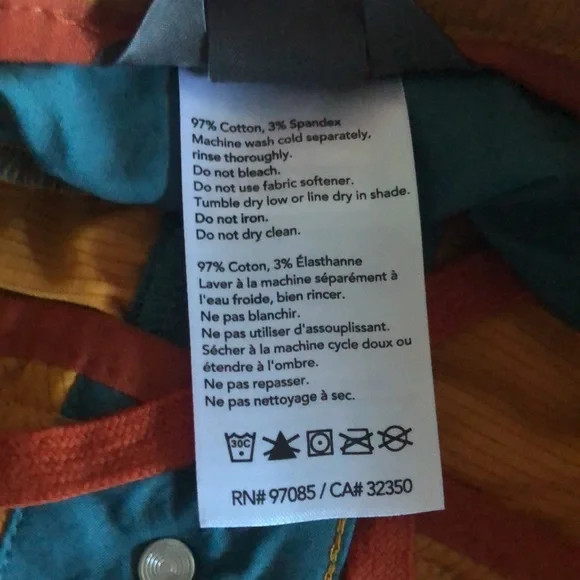 97% Cotton, 3% Spandex
Machine wash cold separately,
rinse thoroughly.
Do not bleach.
Do not use fabric softener.
Tumble dry low or line dry in shade.
Do not iron.
Do not dry clean.
97% Coton, 3% Élasthanne
Laver à la machine séparément à
l'eau froide, bien rincer.
Ne pas blanchir.
Ne pas utiliser d'assouplissant.
Sécher à la machine cycle doux ou
étendre à l'ombre.
Ne pas repasser.
Ne pas nettoyage à sec.
30C
RN# 97085 / CA# 32350